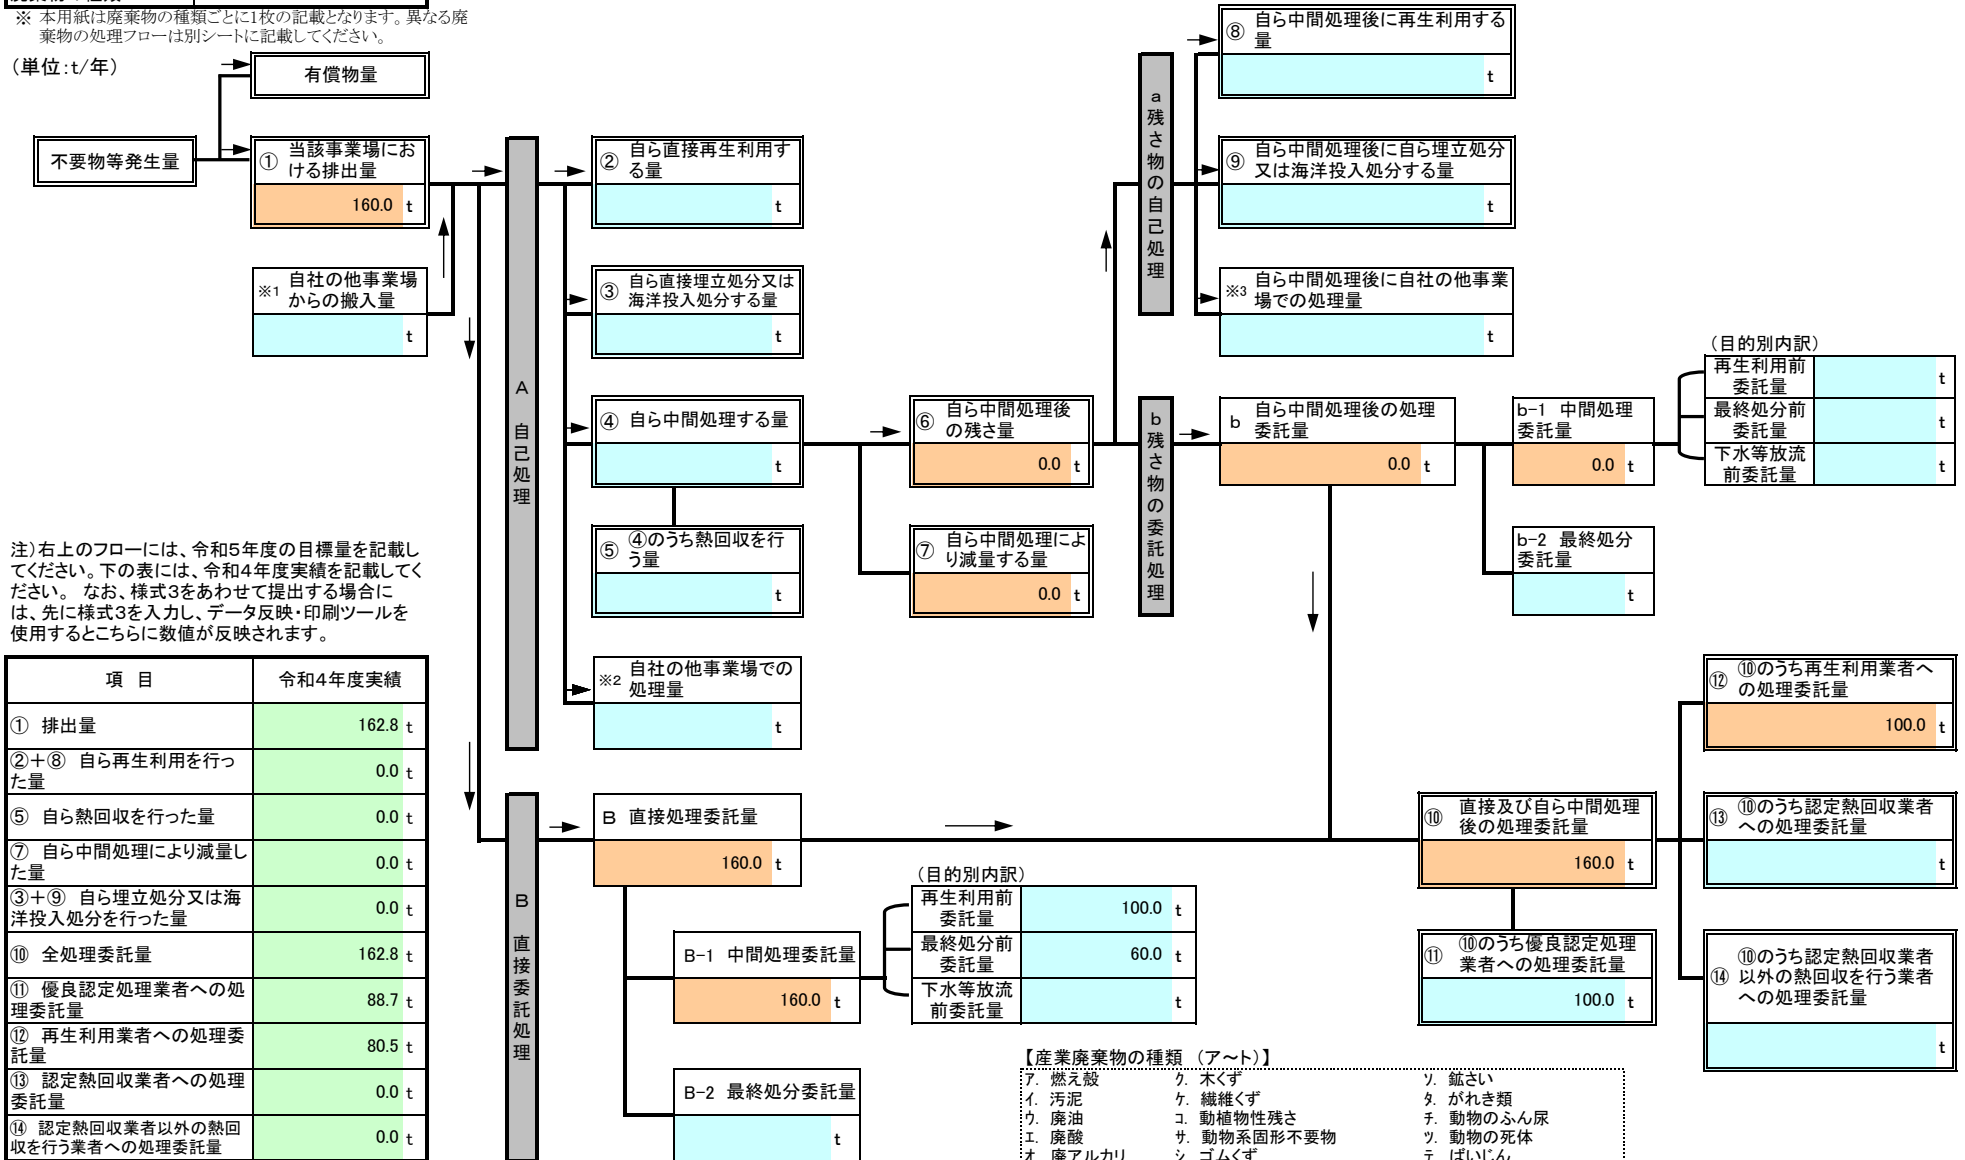 ※ 本用紙は廃棄物の種類ごとに1枚の記載となります。異なる廃
棄物の処理フローは別シートに記載してください。
(単位:t/年)
有償物量
不要物等発生量
① 当該事業場にお
ける排出量
160.0 t
※1 自社の他事業場
からの搬入量
t
A 自己処理
② 自ら直接再生利用す
る量
t
③ 自ら直接埋立処分又は
海洋投入処分する量
t
④ 自ら中間処理する量
t
⑤ ④のうち熱回収を行
う量
t
※2 自社の他事業場での
処理量
t
⑥ 自ら中間処理後
の残さ量
0.0 t
⑦ 自ら中間処理によ
り減量する量
0.0 t
a 残さ物の自己処理
⑧ 自ら中間処理後に再生利用する
量
t
⑨ 自ら中間処理後に自ら埋立処分
又は海洋投入処分する量
t
※3 自ら中間処理後に自社の他事業
場での処理量
t
b 残さ物の委託処理
b 自ら中間処理後の処理
委託量
0.0 t
b-1 中間処理
委託量
0.0 t
(目的別内訳)
再生利用前
委託量
t
最終処分前
委託量
t
下水等放流
前委託量
t
b-2 最終処分
委託量
t
注)右上のフローには、令和5年度の目標量を記載し
てください。下の表には、令和4年度実績を記載してく
ださい。 なお、様式3をあわせて提出する場合に
は、先に様式3を入力し、データ反映・印刷ツールを
使用するとこちらに数値が反映されます。
項 目 令和4年度実績
① 排出量 162.8 t
②+⑧ 自ら再生利用を行っ
た量 0.0 t
⑤ 自ら熱回収を行った量 0.0 t
⑦ 自ら中間処理により減量し
た量 0.0 t
③+⑨ 自ら埋立処分又は海
洋投入処分を行った量 0.0 t
⑩ 全処理委託量 162.8 t
⑪ 優良認定処理業者への処
理委託量 88.7 t
⑫ 再生利用業者への処理委
託量 80.5 t
⑬ 認定熱回収業者への処理
委託量 0.0 t
⑭ 認定熱回収業者以外の熱回
収を行う業者への処理委託量 0.0 t
B 直接委託処理
B 直接処理委託量
160.0 t
B-1 中間処理委託量
160.0 t
(目的別内訳)
再生利用前
委託量
100.0 t
最終処分前
委託量
60.0 t
下水等放流
前委託量
t
B-2 最終処分委託量
t
⑩ 直接及び自ら中間処理
後の処理委託量
160.0 t
⑪ ⑩のうち優良認定処理
業者への処理委託量
100.0 t
⑫ ⑩のうち再生利用業者へ
の処理委託量
100.0 t
⑬ ⑩のうち認定熱回収業者
への処理委託量
t
⑭ ⑩のうち認定熱回収業者
以外の熱回収を行う業者
への処理委託量
t
【産業廃棄物の種類 (ア~ト)】
ア. 燃え殻 ク. 木くず ソ. 鉱さい
イ. 汚泥 ケ. 繊維くず タ. がれき類
ウ. 廃油 コ. 動植物性残さ チ. 動物のふん尿
エ. 廃酸 サ. 動物系固形不要物 ツ. 動物の死体
オ. 廃アルカリ シ. ゴムくず テ. ばいじん